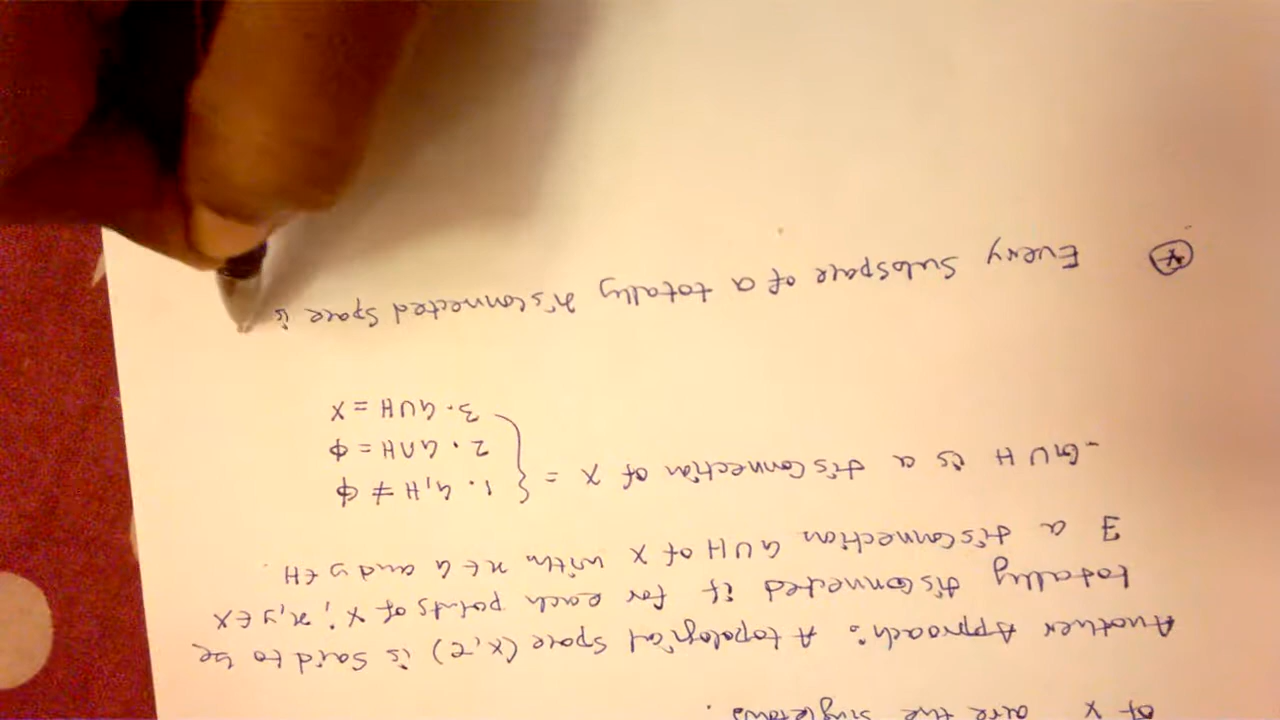 of X are the singletons.
Another Approach: A topological space (X,τ) is said to be
totally disconnected if for each points of X; x,y ∈ X
∃ a disconnection G∪H of X with x∈G and y∈H.
-G∪H is a disconnection of X = { 1. G,H ≠ ϕ
2. G∩H = ϕ
3. G∪H = X
* Every Subspace of a totally disconnected space is